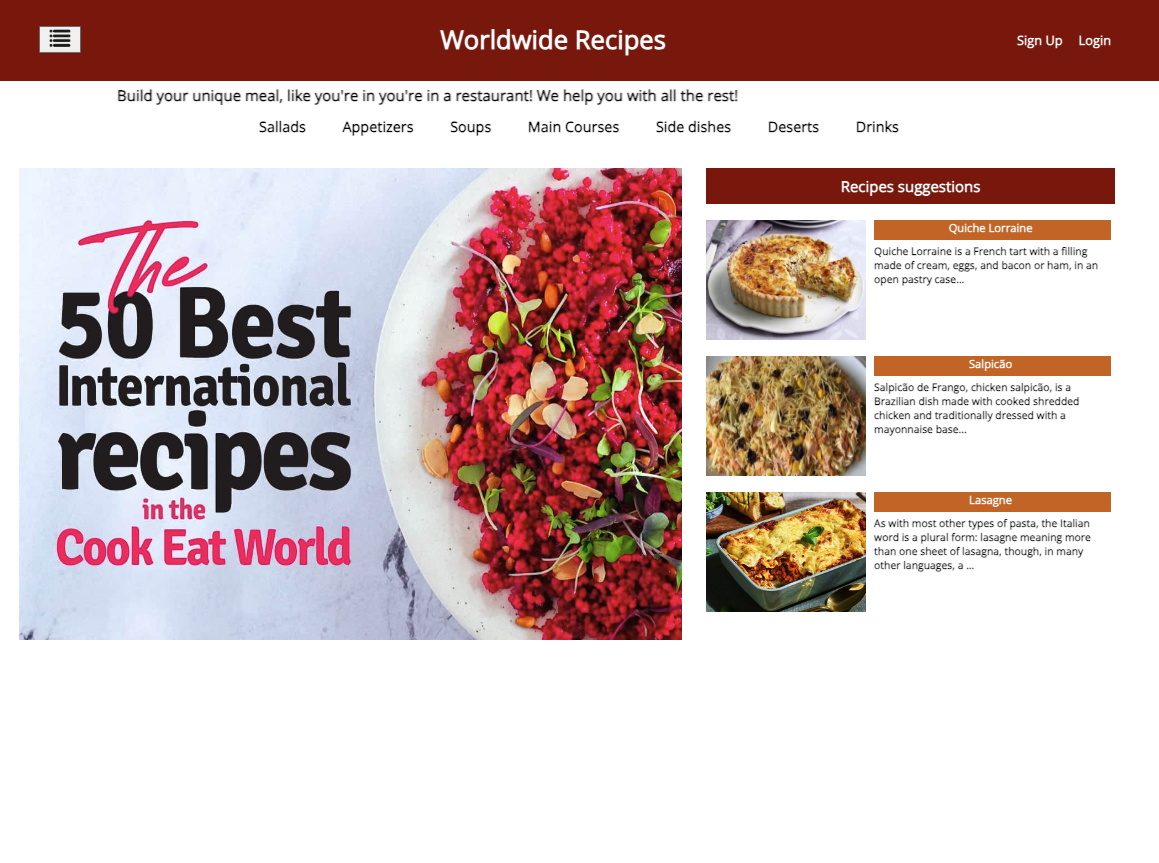 Worldwide Recipes
Sign Up Login
Build your unique meal, like you're in you're in a restaurant! We help you with all the rest!
Sallads Appetizers Soups Main Courses Side dishes Deserts Drinks
The
50 Best
International
recipes
in the
Cook Eat World
Recipes suggestions
Quiche Lorraine
Quiche Lorraine is a French tart with a filling
made of cream, eggs, and bacon or ham, in an
open pastry case...
Salpicão
Salpicão de Frango, chicken salpicão, is a
Brazilian dish made with cooked shredded
chicken and traditionally dressed with a
mayonnaise base...
Lasagne
As with most other types of pasta, the Italian
word is a plural form: lasagne meaning more
than one sheet of lasagna, though, in many
other languages, a ...